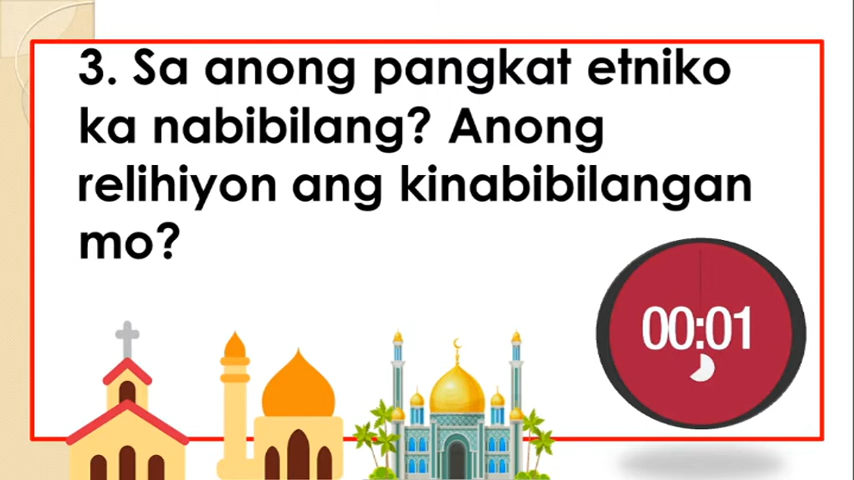 3. Sa anong pangkat etniko
ka nabibilang? Anong
relihiyon ang kinabibilangan
mo?
00:01